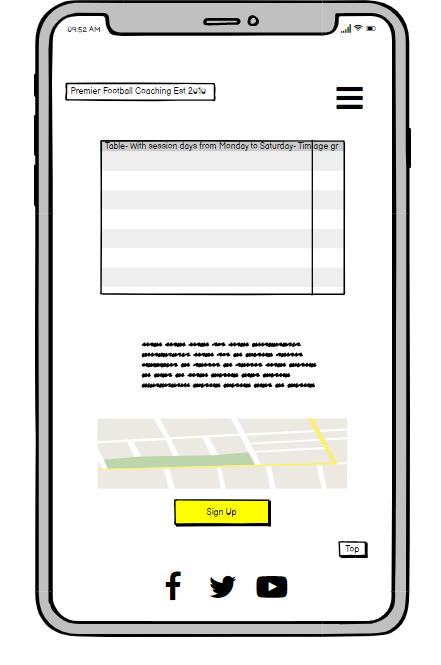 09:52 AM
Premier Football Coaching Est 2010
Table- With session days from Monday to Saturday- age gr
Sign Up
Top